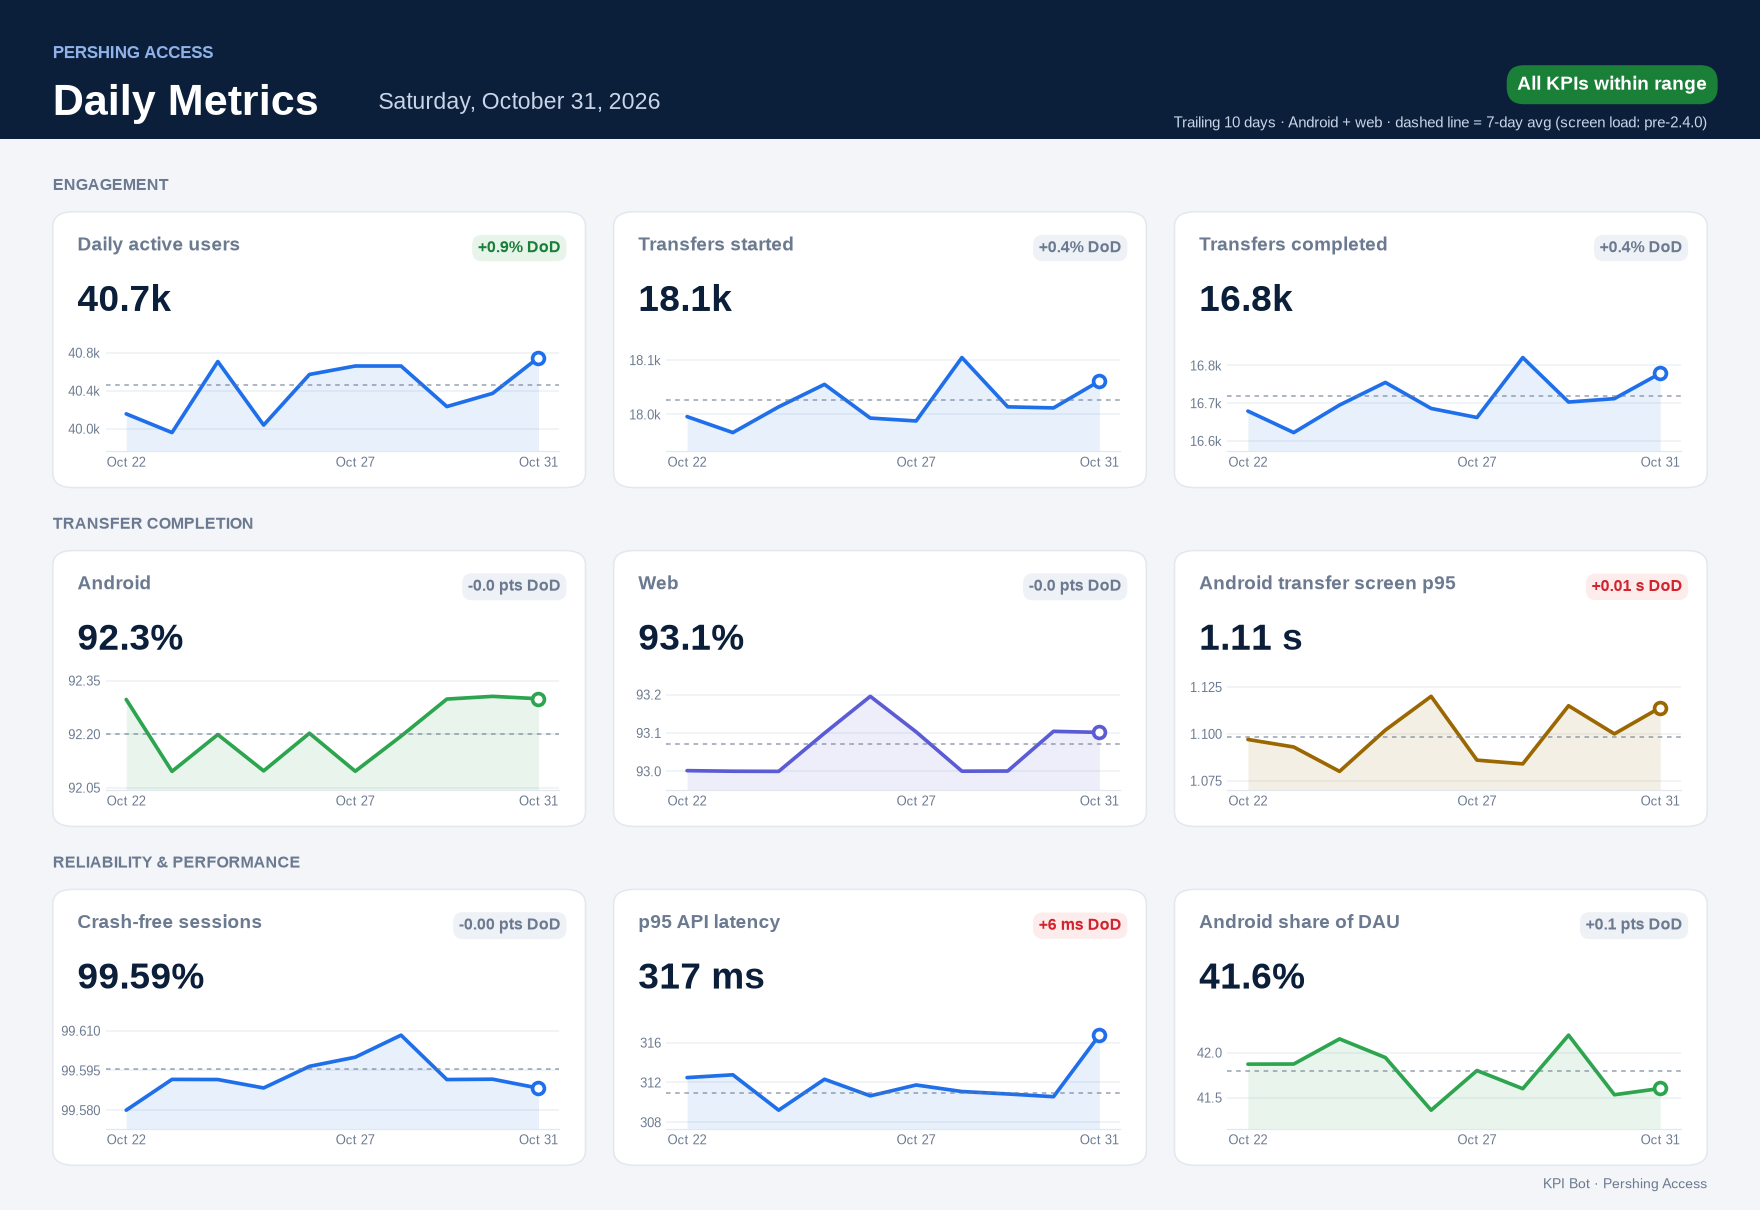 PERSHING ACCESS
Daily Metrics
Saturday, October 31, 2026
All KPIs within range
Trailing 10 days · Android + web · dashed line = 7-day avg (screen load: pre-2.4.0)
ENGAGEMENT
Daily active users
+0.9% DoD
40.7k
40.8k
40.4k
40.0k
Oct 22
Oct 27
Oct 31
Transfers started
+0.4% DoD
18.1k
18.1k
18.0k
Oct 22
Oct 27
Oct 31
Transfers completed
+0.4% DoD
16.8k
16.8k
16.7k
16.6k
Oct 22
Oct 27
Oct 31
TRANSFER COMPLETION
Android
-0.0 pts DoD
92.3%
92.35
92.20
92.05
Oct 22
Oct 27
Oct 31
Web
-0.0 pts DoD
93.1%
93.2
93.1
93.0
Oct 22
Oct 27
Oct 31
Android transfer screen p95
+0.01 s DoD
1.11 s
1.125
1.100
1.075
Oct 22
Oct 27
Oct 31
RELIABILITY & PERFORMANCE
Crash-free sessions
-0.00 pts DoD
99.59%
99.610
99.595
99.580
Oct 22
Oct 27
Oct 31
p95 API latency
+6 ms DoD
317 ms
316
312
308
Oct 22
Oct 27
Oct 31
Android share of DAU
+0.1 pts DoD
41.6%
42.0
41.5
Oct 22
Oct 27
Oct 31
KPI Bot · Pershing Access